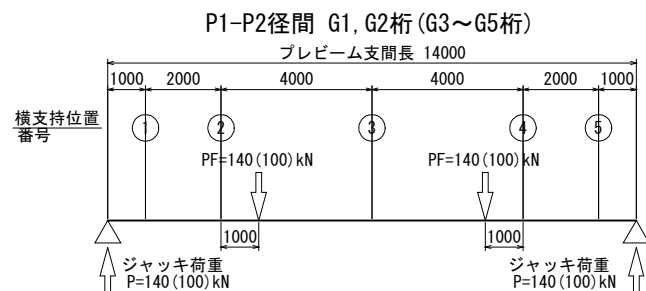 P1-P2径間 G1,G2桁(G3～G5桁)
プレビーム支間長 14000
1000 2000 4000 4000 2000 1000
横支持位置
番号
1 2 3 4 5
PF=140(100)kN PF=140(100)kN
1000 1000
ジャッキ荷重 ジャッキ荷重
P=140(100)kN P=140(100)kN